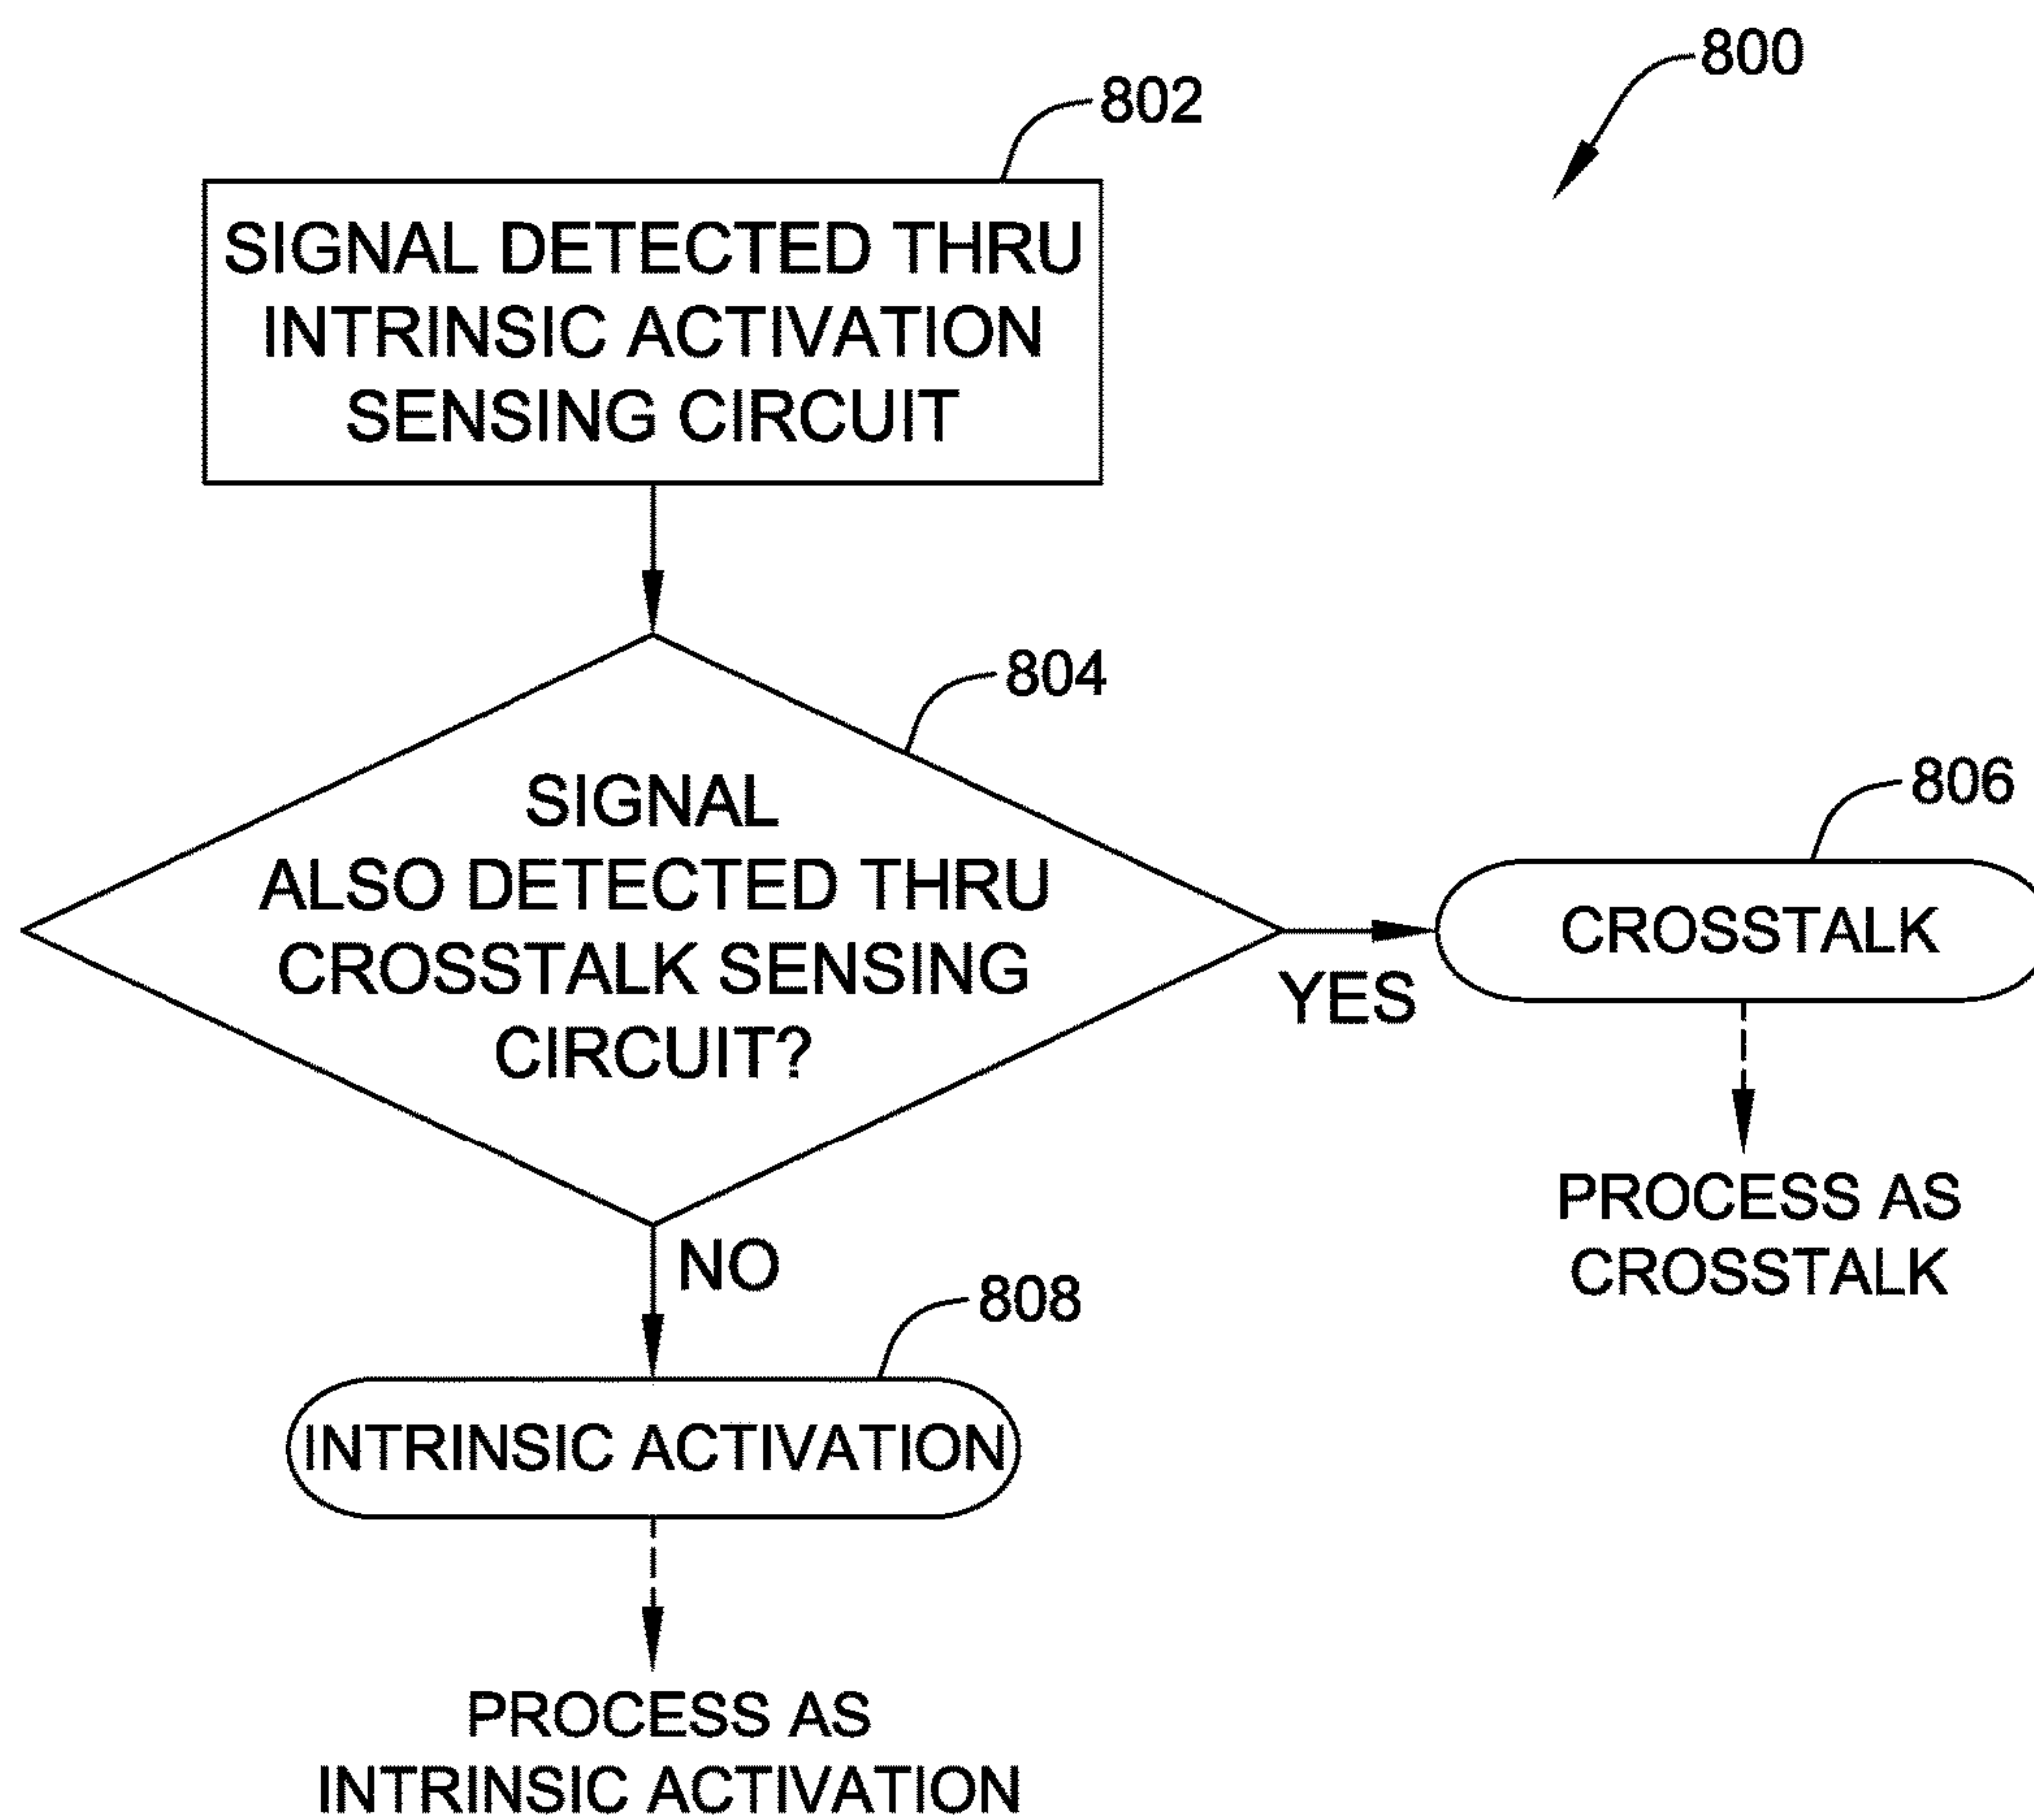 800
802
SIGNAL DETECTED THRU
INTRINSIC ACTIVATION
SENSING CIRCUIT
804
SIGNAL
ALSO DETECTED THRU
CROSSTALK SENSING
CIRCUIT?
YES
806
CROSSTALK
PROCESS AS
CROSSTALK
NO
808
INTRINSIC ACTIVATION
PROCESS AS
INTRINSIC ACTIVATION